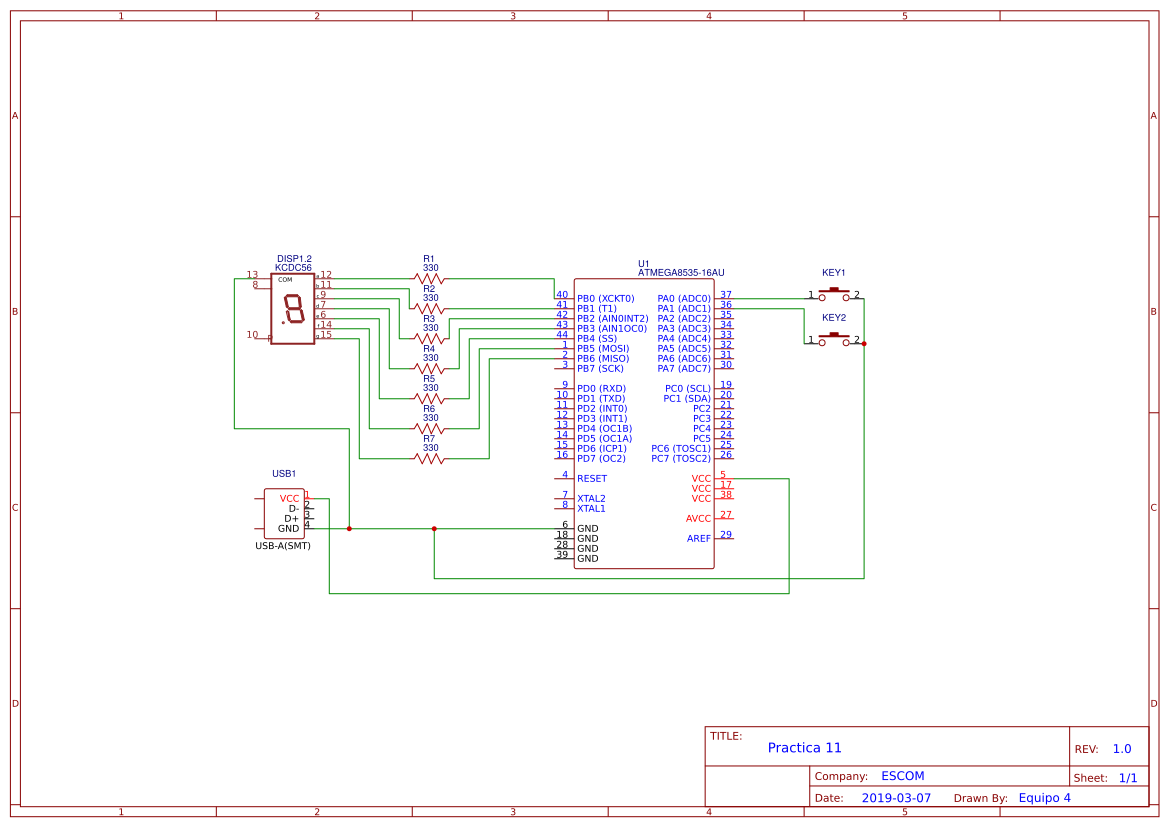 1 2 3 4 5
A A
B B
C C
D D
DISP1.2
KCDC56
COM
13
8
10
p
a 12
b 11
c 9
d 7
e 6
f 14
g 15
R1
330
R2
330
R3
330
R4
330
R5
330
R6
330
R7
330
U1
ATMEGA8535-16AU
40 PB0 (XCKT0) PA0 (ADC0) 37
41 PB1 (T1) PA1 (ADC1) 36
42 PB2 (AIN0INT2) PA2 (ADC2) 35
43 PB3 (AIN1OC0) PA3 (ADC3) 34
44 PB4 (SS) PA4 (ADC4) 33
1 PB5 (MOSI) PA5 (ADC5) 32
2 PB6 (MISO) PA6 (ADC6) 31
3 PB7 (SCK) PA7 (ADC7) 30
9 PD0 (RXD) PC0 (SCL) 19
10 PD1 (TXD) PC1 (SDA) 20
11 PD2 (INT0) PC2 21
12 PD3 (INT1) PC3 22
13 PD4 (OC1B) PC4 23
14 PD5 (OC1A) PC5 24
15 PD6 (ICP1) PC6 (TOSC1) 25
16 PD7 (OC2) PC7 (TOSC2) 26
4 RESET VCC 5
VCC 17
7 XTAL2 VCC 38
8 XTAL1
AVCC 27
6 GND
18 GND AREF 29
28 GND
39 GND
KEY1
1 2
KEY2
1 2
USB1
VCC 1
D- 2
D+ 3
GND 4
USB-A(SMT)
TITLE:
Practica 11
REV: 1.0
Company: ESCOM
Sheet: 1/1
Date: 2019-03-07 Drawn By: Equipo 4
1 2 3 4 5